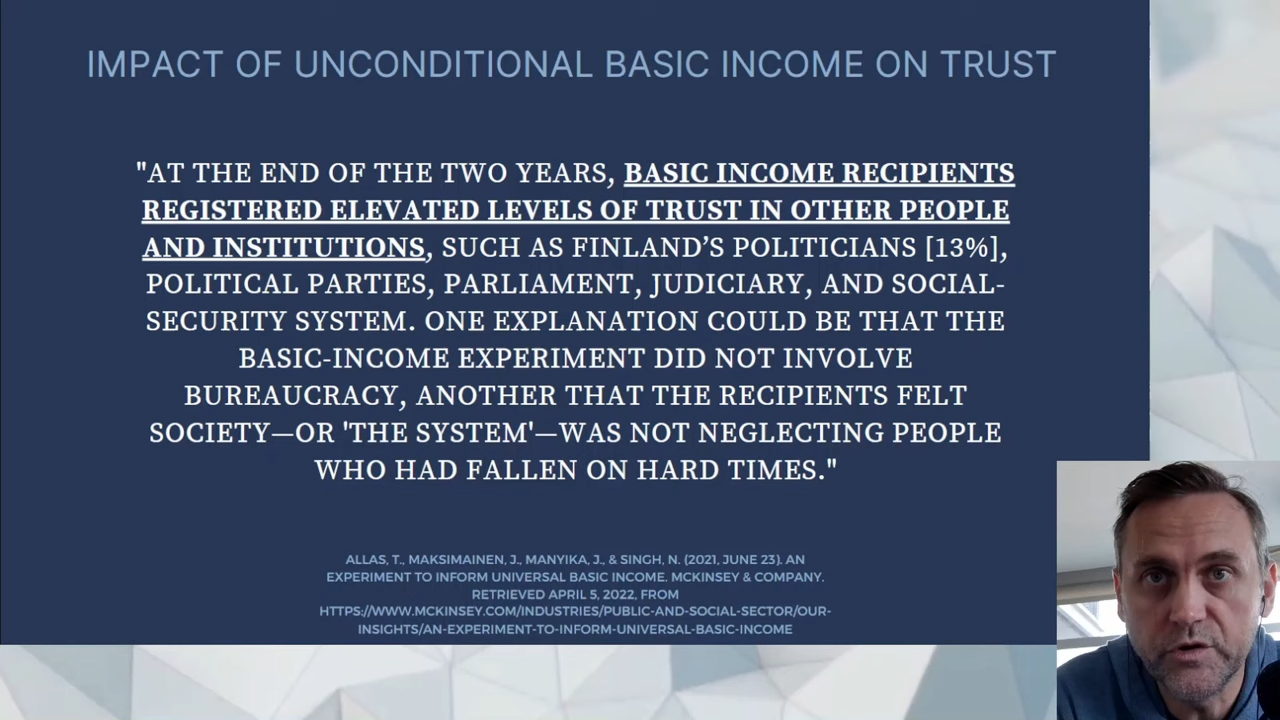 IMPACT OF UNCONDITIONAL BASIC INCOME ON TRUST
"AT THE END OF THE TWO YEARS, BASIC INCOME RECIPIENTS
REGISTERED ELEVATED LEVELS OF TRUST IN OTHER PEOPLE
AND INSTITUTIONS, SUCH AS FINLAND’S POLITICIANS [13%],
POLITICAL PARTIES, PARLIAMENT, JUDICIARY, AND SOCIAL-
SECURITY SYSTEM. ONE EXPLANATION COULD BE THAT THE
BASIC-INCOME EXPERIMENT DID NOT INVOLVE
BUREAUCRACY, ANOTHER THAT THE RECIPIENTS FELT
SOCIETY—OR 'THE SYSTEM'—WAS NOT NEGLECTING PEOPLE
WHO HAD FALLEN ON HARD TIMES."
ALLAS, T., MAKSIMAINEN, J., MANYIKA, J., & SINGH, N. (2021, JUNE 23). AN
EXPERIMENT TO INFORM UNIVERSAL BASIC INCOME. MCKINSEY & COMPANY.
RETRIEVED APRIL 5, 2022, FROM
HTTPS://WWW.MCKINSEY.COM/INDUSTRIES/PUBLIC-AND-SOCIAL-SECTOR/OUR-
INSIGHTS/AN-EXPERIMENT-TO-INFORM-UNIVERSAL-BASIC-INCOME